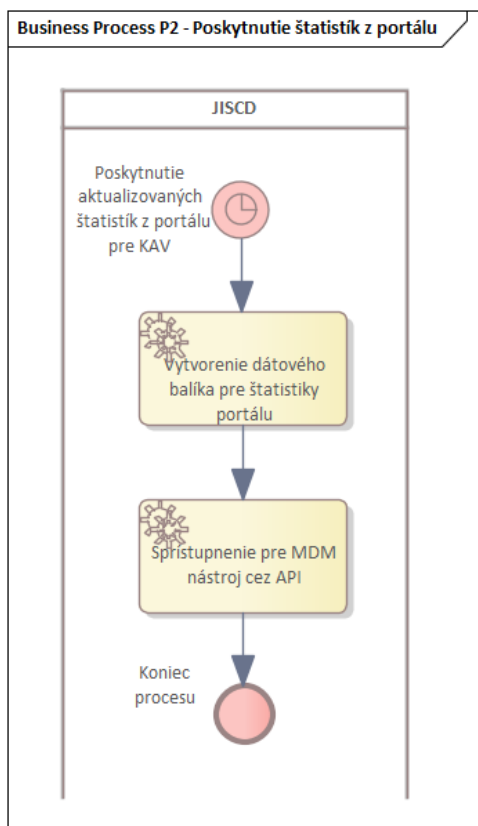 Business Process P2 - Poskytnutie štatistík z portálu
JISCD
Poskytnutie
aktualizovaných
štatistík z portálu
pre KAV
Vytvorenie dátového
balíka pre štatistiky
portálu
Sprístupnenie pre MDM
nástroj cez API
Koniec
procesu